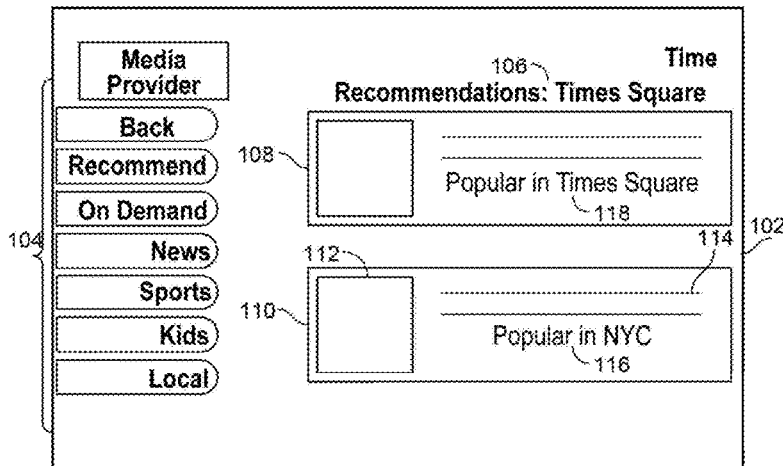 Media
Provider
Time
106
Recommendations: Times Square
Back
Recommend
On Demand
News
Sports
Kids
Local
104
108
Popular in Times Square
118
102
114
112
110
Popular in NYC
116